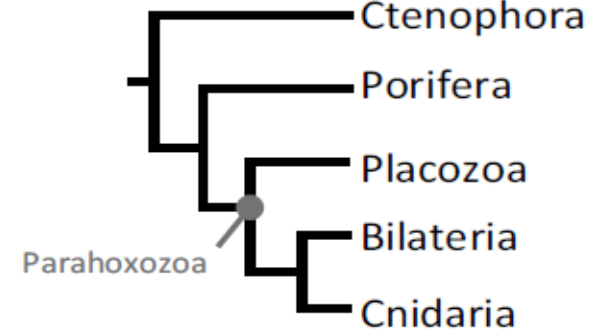 Ctenophora
Porifera
Placozoa
Bilateria
Parahoxozoa
Cnidaria